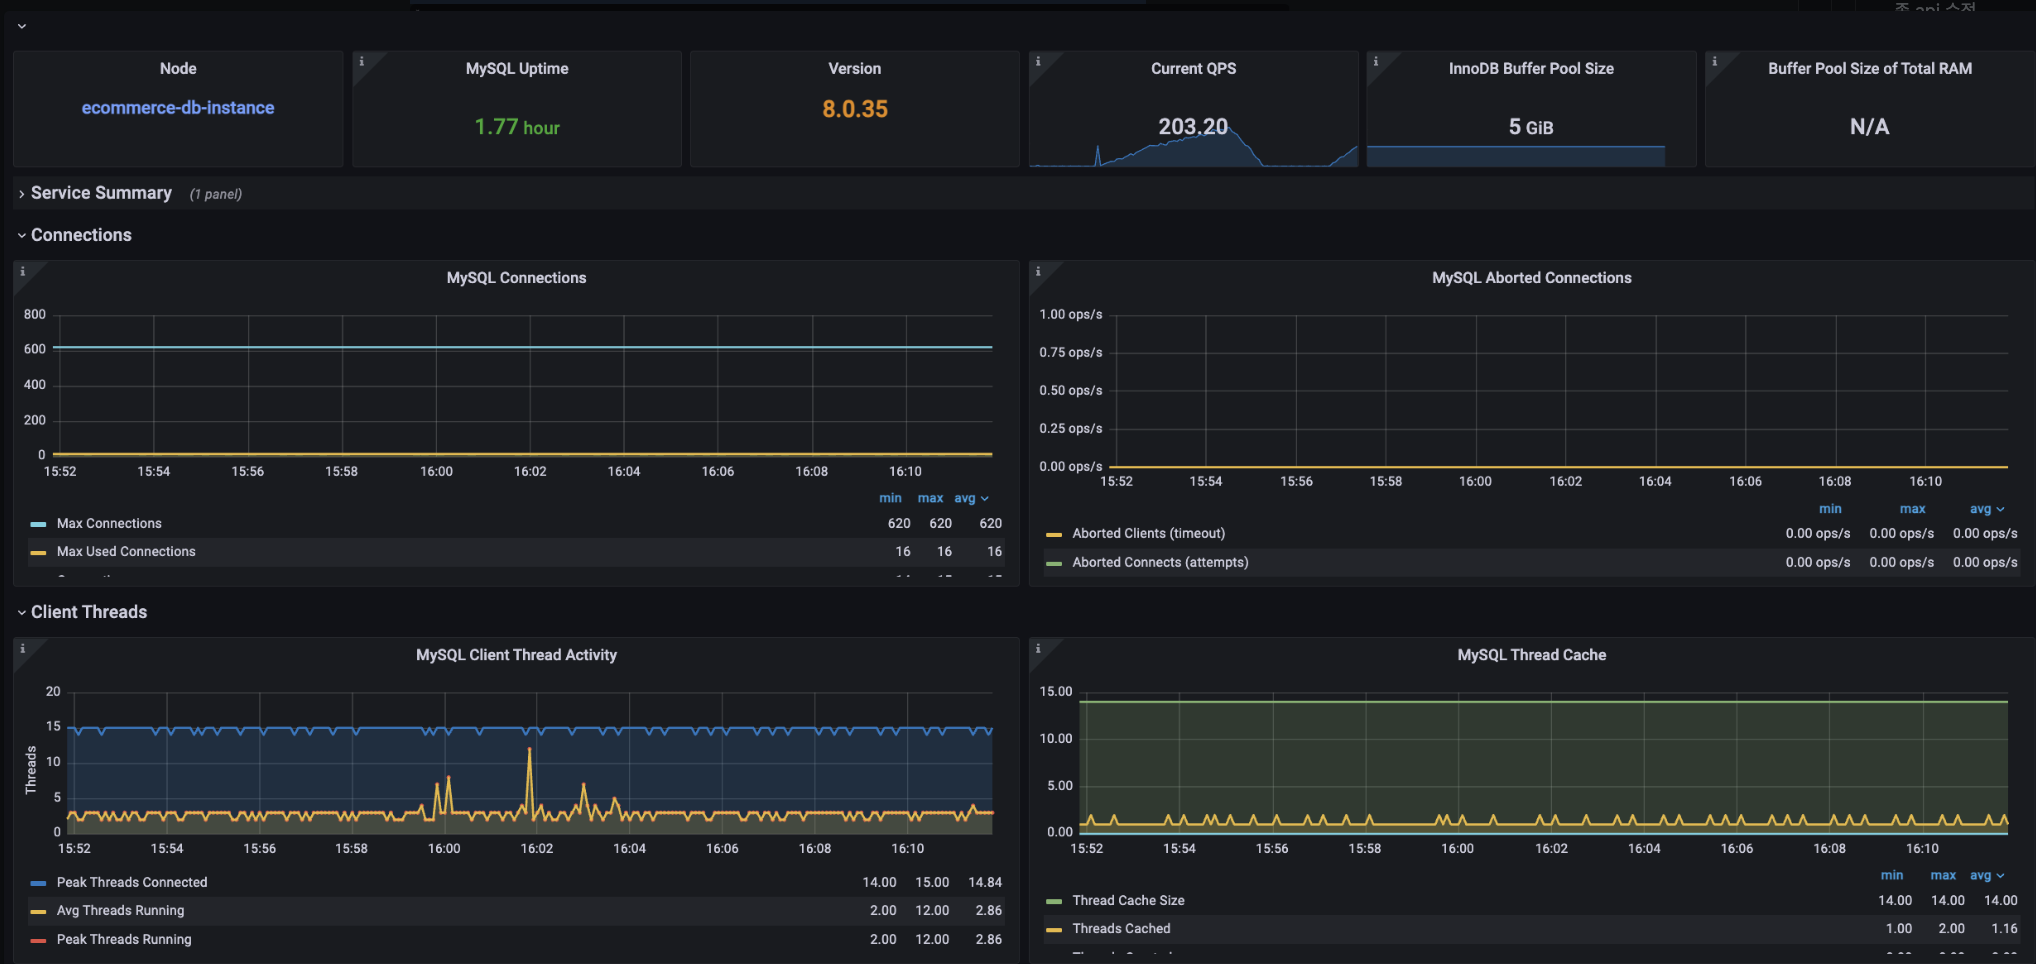 Node
ecommerce-db-instance
MySQL Uptime
1.77 hour
Version
8.0.35
Current QPS
203.20
InnoDB Buffer Pool Size
5 GiB
Buffer Pool Size of Total RAM
N/A
Service Summary (1 panel)
Connections
MySQL Connections
800
600
400
200
0
15:52 15:54 15:56 15:58 16:00 16:02 16:04 16:06 16:08 16:10
min max avg
Max Connections 620 620 620
Max Used Connections 16 16 16
MySQL Aborted Connections
1.00 ops/s
0.75 ops/s
0.50 ops/s
0.25 ops/s
0.00 ops/s
15:52 15:54 15:56 15:58 16:00 16:02 16:04 16:06 16:08 16:10
min max avg
Aborted Clients (timeout) 0.00 ops/s 0.00 ops/s 0.00 ops/s
Aborted Connects (attempts) 0.00 ops/s 0.00 ops/s 0.00 ops/s
Client Threads
MySQL Client Thread Activity
Threads
20
15
10
5
0
15:52 15:54 15:56 15:58 16:00 16:02 16:04 16:06 16:08 16:10
Peak Threads Connected 14.00 15.00 14.84
Avg Threads Running 2.00 12.00 2.86
Peak Threads Running 2.00 12.00 2.86
MySQL Thread Cache
15.00
10.00
5.00
0.00
15:52 15:54 15:56 15:58 16:00 16:02 16:04 16:06 16:08 16:10
min max avg
Thread Cache Size 14.00 14.00 14.00
Threads Cached 1.00 2.00 1.16